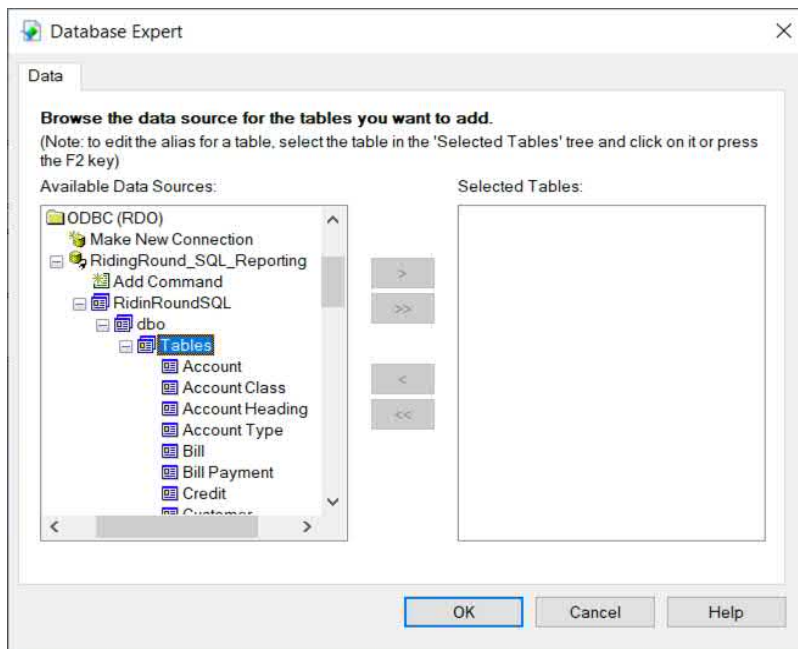 Database Expert
Data
Browse the data source for the tables you want to add.
(Note: to edit the alias for a table, select the table in the 'Selected Tables' tree and click on it or press
the F2 key)
Available Data Sources:
Selected Tables:
ODBC (RDO)
Make New Connection
RidingRound_SQL_Reporting
Add Command
RidinRoundSQL
dbo
Tables
Account
Account Class
Account Heading
Account Type
Bill
Bill Payment
Credit
Customer
>
>>
<
<<
OK
Cancel
Help